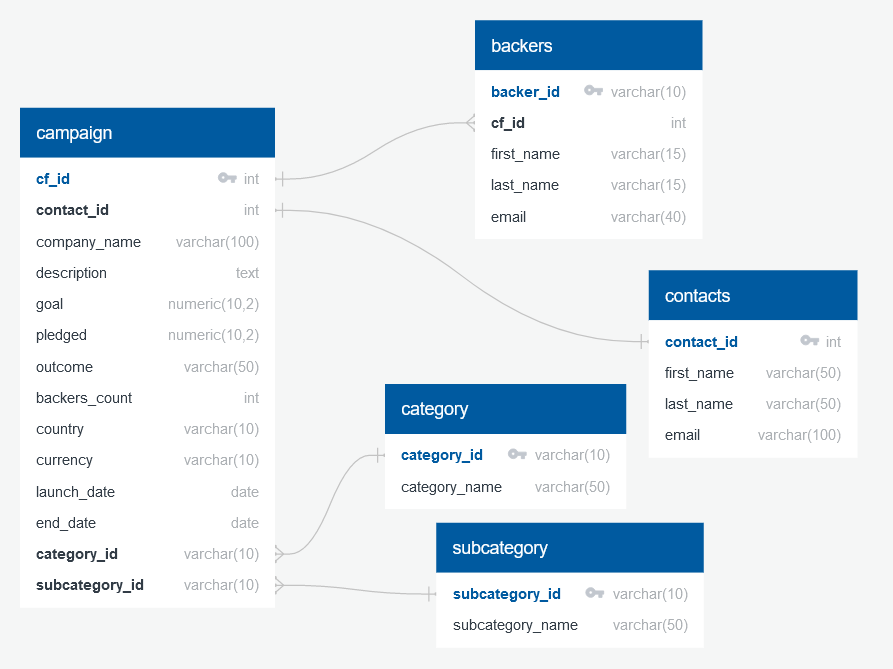 campaign
cf_id int
contact_id int
company_name varchar(100)
description text
goal numeric(10,2)
pledged numeric(10,2)
outcome varchar(50)
backers_count int
country varchar(10)
currency varchar(10)
launch_date date
end_date date
category_id varchar(10)
subcategory_id varchar(10)
backers
backer_id varchar(10)
cf_id int
first_name varchar(15)
last_name varchar(15)
email varchar(40)
contacts
contact_id int
first_name varchar(50)
last_name varchar(50)
email varchar(100)
category
category_id varchar(10)
category_name varchar(50)
subcategory
subcategory_id varchar(10)
subcategory_name varchar(50)